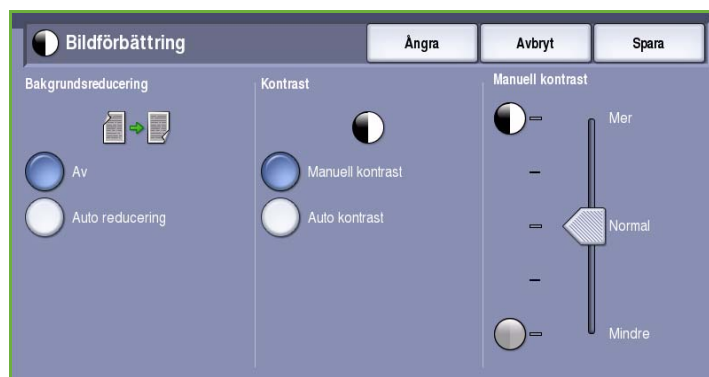 Bildförbättring
Ångra
Avbryt
Spara
Bakgrundsreducering
Av
Auto reducering
Kontrast
Manuell kontrast
Auto kontrast
Manuell kontrast
Mer
Normal
Mindre